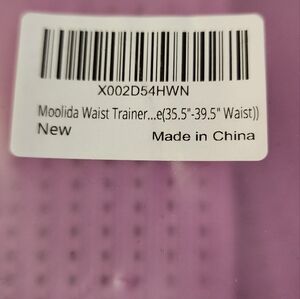 X002D54HWN
Moolida Waist Trainer...e(35.5"-39.5" Waist))
New
Made in China